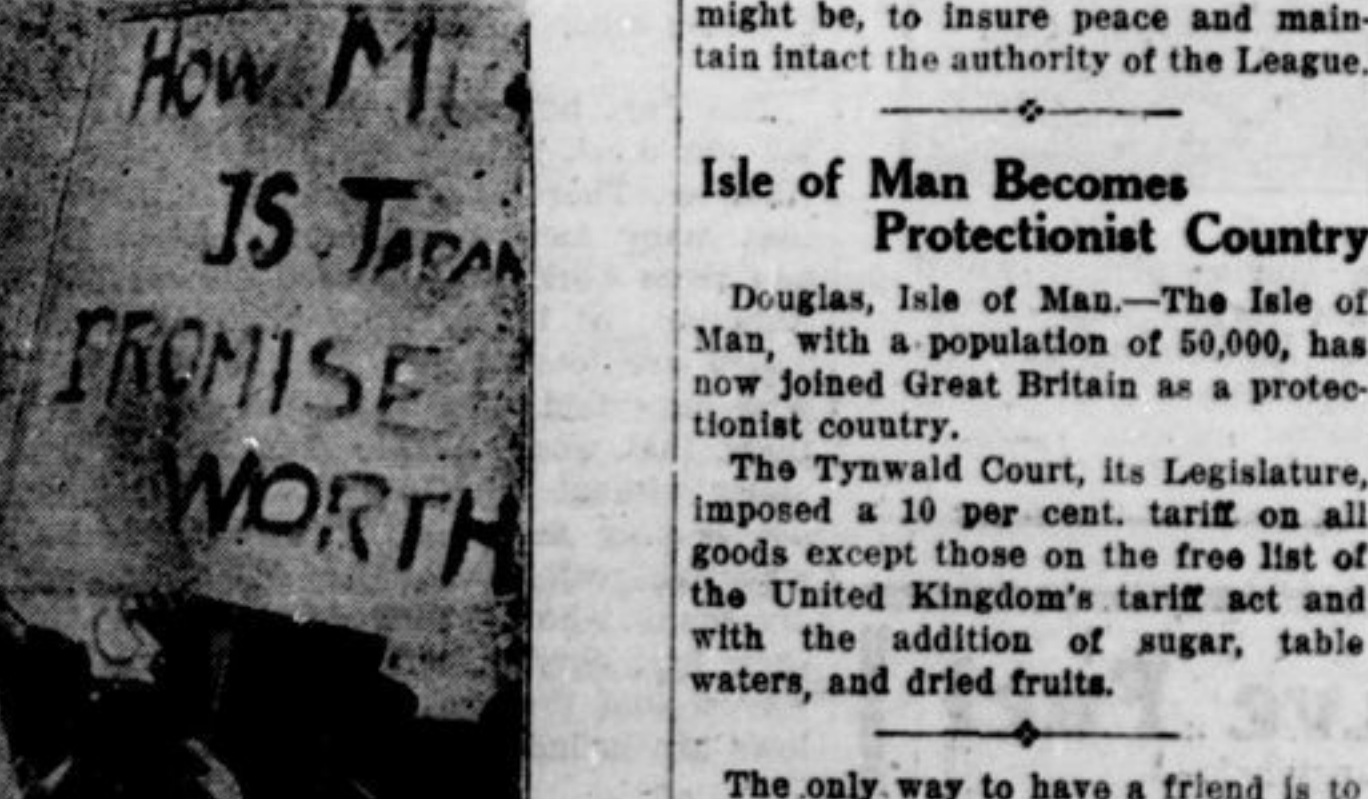 How M
IS JAPAN
PROMISE
WORTH
might be, to insure peace and main-
tain intact the authority of the League.
Isle of Man Becomes
Protectionist Country
Douglas, Isle of Man.—The Isle of
Man, with a population of 50,000, has
now joined Great Britain as a protec-
tionist country.
The Tynwald Court, its Legislature,
imposed a 10 per cent. tariff on all
goods except those on the free list of
the United Kingdom's tariff act and
with the addition of sugar, table
waters, and dried fruits.
The only way to have a friend is to